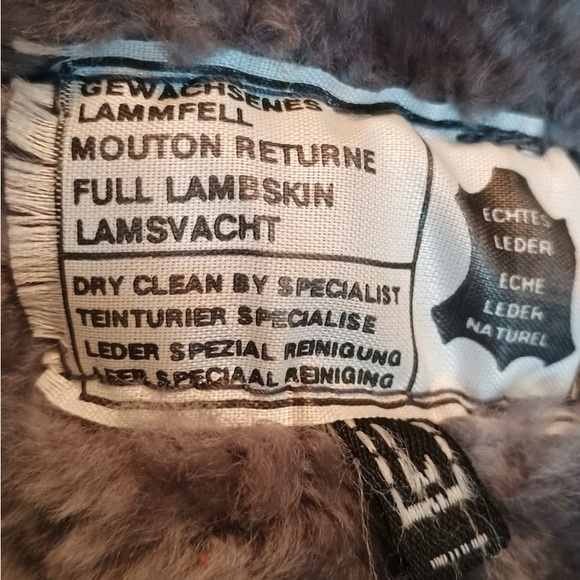 GEWACHSENES
LAMMFELL
MOUTON RETURNE
FULL LAMBSKIN
LAMSVACHT
DRY CLEAN BY SPECIALIST
TEINTURIER SPECIALISE
LEDER SPEZIAL REINIGUNG
LEER SPECIAAL REINIGING
ECHTES
LEDER
ECHE
LEDER
NATUREL